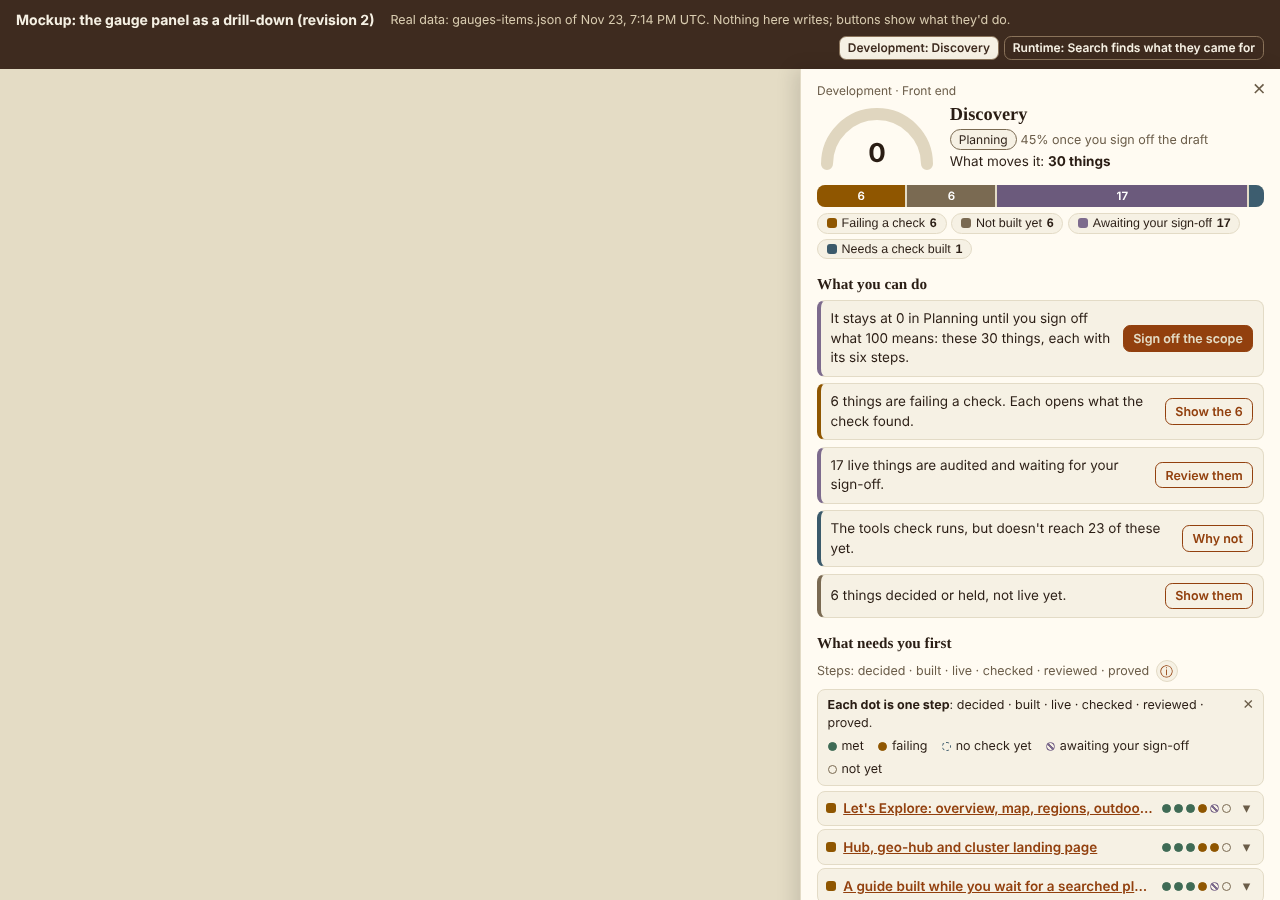 Mockup: the gauge panel as a drill-down (revision 2)
Real data: gauges-items.json of Nov 23, 7:14 PM UTC. Nothing here writes; buttons show what they'd do.
Development: Discovery
Runtime: Search finds what they came for
Development · Front end
✕
0
Discovery
Planning 45% once you sign off the draft
What moves it: 30 things
6
6
17
Failing a check 6
Not built yet 6
Awaiting your sign-off 17
Needs a check built 1
What you can do
It stays at 0 in Planning until you sign off
what 100 means: these 30 things, each with
its six steps.
Sign off the scope
6 things are failing a check. Each opens what the
check found.
Show the 6
17 live things are audited and waiting for your
sign-off.
Review them
The tools check runs, but doesn't reach 23 of these
yet.
Why not
6 things decided or held, not live yet.
Show them
What needs you first
Steps: decided · built · live · checked · reviewed · proved ⓘ
Each dot is one step: decided · built · live · checked · reviewed ·
proved.
✕
met
failing
no check yet
awaiting your sign-off
not yet
Let's Explore: overview, map, regions, outdoo... ▼
Hub, geo-hub and cluster landing page ▼
A guide built while you wait for a searched pl... ▼